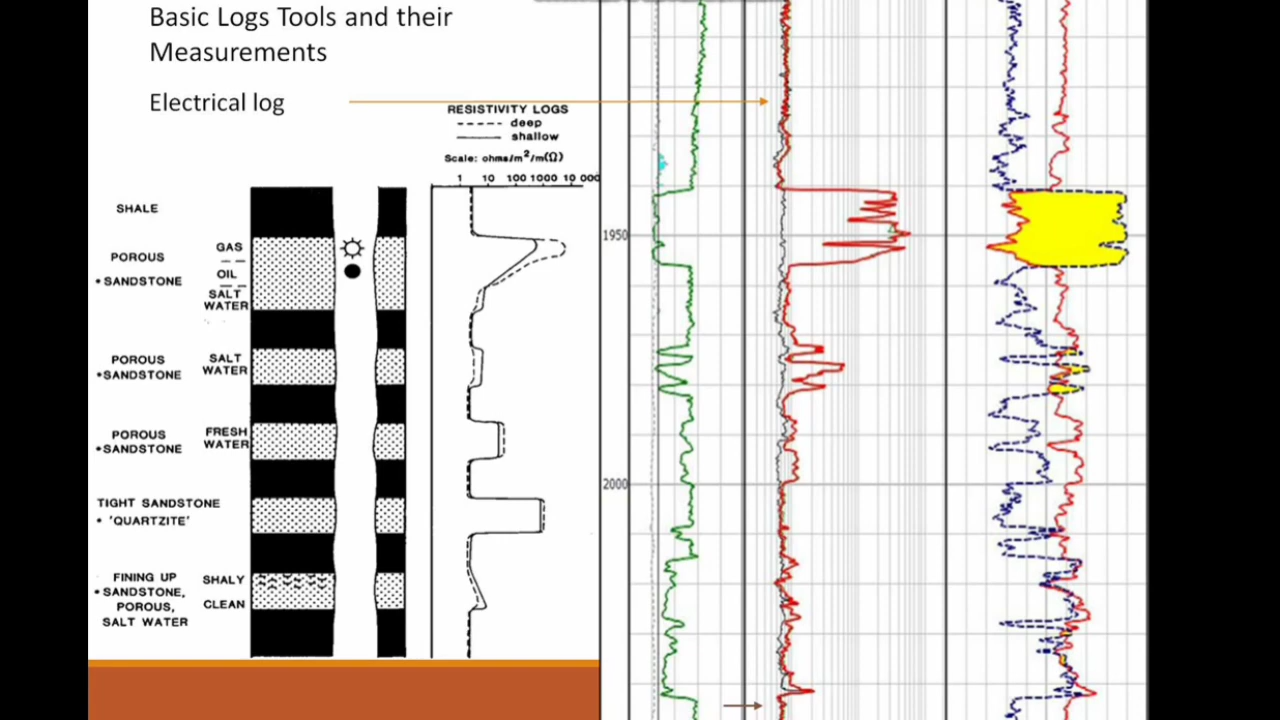 Basic Logs Tools and their
Measurements
Electrical log
RESISTIVITY LOGS
deep
shallow
Scale: ohms/m²/m(Ω)
1 10 100 1000 10 000
SHALE
POROUS
• SANDSTONE
GAS
OIL
SALT
WATER
POROUS
• SANDSTONE
SALT
WATER
POROUS
• SANDSTONE
FRESH
WATER
TIGHT SANDSTONE
• 'QUARTZITE'
FINING UP
• SANDSTONE,
POROUS,
SALT WATER
SHALY
CLEAN
1950
2000